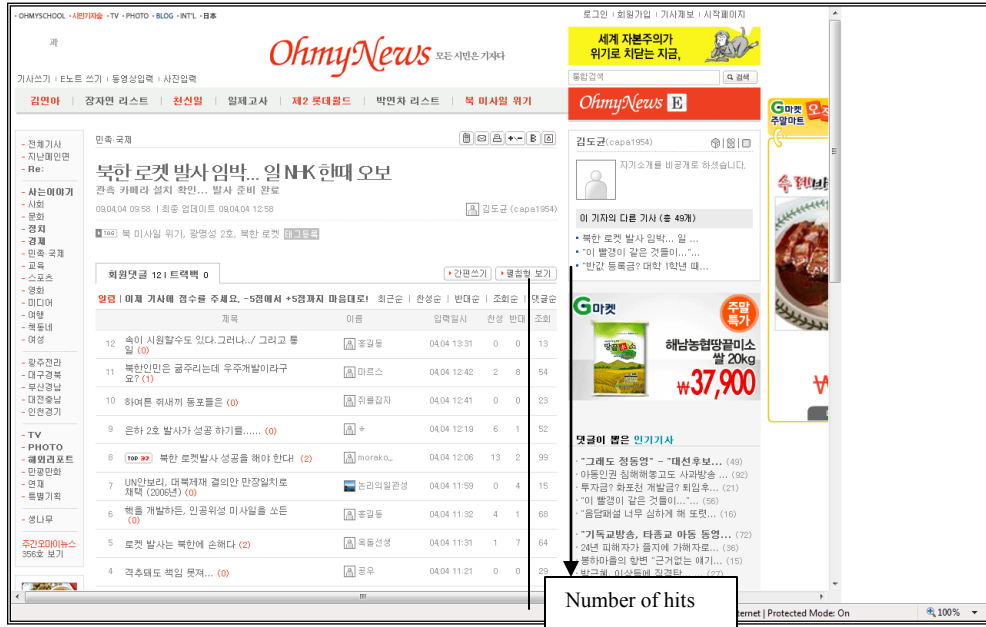 · OHMYSCHOOL · 시민기자숲 · TV · PHOTO · BLOG · INT'L · 日本
로그인 | 회원가입 | 기사제보 | 시작페이지
과
OhmyNews 모든 시민은 기자다
세계 자본주의가
위기로 치닫는 지금,
기사쓰기 | E노트 쓰기 | 동영상입력 | 사진입력
통합검색 검색
김연아 | 장자연 리스트 | 천신일 | 일제고사 | 제2 롯데월드 | 박연차 리스트 | 북 미사일 위기
OhmyNews E
G마켓
주말마트
- 전체기사
- 지난메인면
- Re:
- 사는이야기
- 사회
- 문화
- 정치
- 경제
- 민족·국제
- 교육
- 스포츠
- 영화
- 미디어
- 여행
- 책동네
- 여성
- 광주전라
- 대구경북
- 부산경남
- 대전충남
- 인천경기
- TV
- PHOTO
- 해외리포트
- 만평만화
- 연재
- 특별기획
- 생나무
주간오마이뉴스
356호 보기
민족·국제
북한 로켓 발사 임박... 일 NHK 한때 오보
관측 카메라 설치 확인... 발사 준비 완료
09.04.04 09:58 | 최종 업데이트 09.04.04 12:58
김도균 (capa1954)
TAG 북 미사일 위기, 광명성 2호, 북한 로켓 태그등록
회원댓글 12 | 트랙백 0
간편쓰기 펼침형 보기
알림 | 이제 기사에 점수를 주세요. -5점에서 +5점까지 마음대로! 최근순 | 찬성순 | 반대순 | 조회순 | 댓글순
제목 이름 입력일시 찬성 반대 조회
12 속이 시원할수도 있다.그러나../ 그리고 통
일 (0) 홍길동 04.04 13:31 0 0 13
11 북한인민은 굶주리는데 우주개발이라구
요? (1) 마르스 04.04 12:42 2 8 54
10 하여튼 쥐새끼 동포들은 (0) 쥐를잡자 04.04 12:41 0 0 23
9 은하 2호 발사가 성공 하기를...... (0) 04.04 12:19 6 1 52
8 TOP 37 북한 로켓발사 성공을 해야 한다! (2) moreko.. 04.04 12:06 13 2 99
7 UN안보리, 대북제재 결의안 만장일치로
채택 (2006년) (0) 논리의일관성 04.04 11:59 0 4 15
6 핵을 개발하든, 인공위성 미사일을 쏘든
(0) 홍길동 04.04 11:32 4 1 68
5 로켓 발사는 북한에 손해다 (2) 옥돌선생 04.04 11:31 1 7 64
4 격추돼도 책임 못져... (0) 공우 04.04 11:21 0 0 29
김도균(capa1954)
자기소개를 비공개로 하셨습니다.
이 기자의 다른 기사 (총 49개)
• 북한 로켓 발사 임박... 일 ...
• "이 빨갱이 같은 것들이..."...
• "반값 등록금? 대학 1학년 때...
G마켓
주말
특가
해남농협땅끝미소
쌀 20kg
₩37,900
댓글이 뽑은 인기기사
· "그래도 정동영" - "대선후보... (49)
· 아동인권 침해해놓고도 사과방송 ... (92)
· 투자금? 화포천 개발금? 퇴임후... (21)
· "이 빨갱이 같은 것들이..."... (56)
· "음담패설 너무 심하게 해 또렷... (16)
· "기독교방송, 타종교 아동 동영... (72)
· 24년 피해자가 졸지에 가해자로... (36)
· 봉하마을의 항변 "근거없는 얘기... (15)
Number of hits
ternet | Protected Mode: On
100%